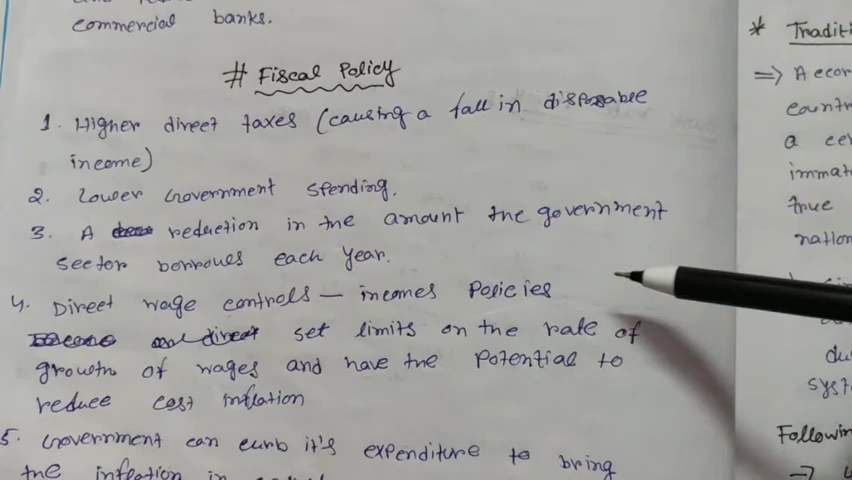 commercial banks.
# Fiscal Policy
1. Higher direct taxes (causing a fall in disposable
income)
2. Lower Government spending.
3. A reduction in the amount the government
sector borrows each year.
4. Direct wage controls — incomes Policies
set limits on the rate of
growth of wages and have the potential to
reduce cost inflation
5. Government can curb it's expenditure to bring
the inflation in
* Traditi
=> A econ
countr
a cer
immat
true
nation
du
syst
Following